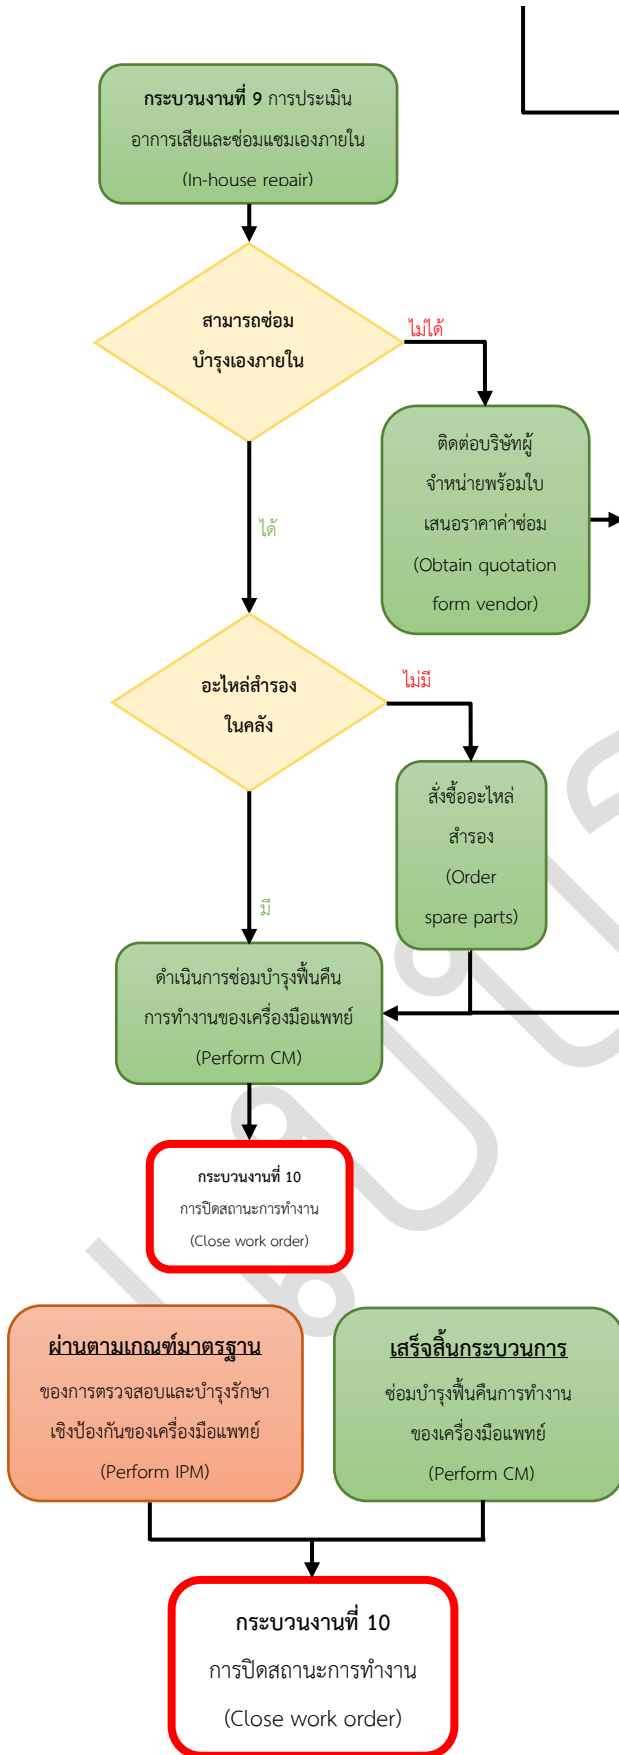 กระบวนงานที่ 9 การประเมิน
อาการเสียและซ่อมแซมเองภายใน
(In-house repair)
สามารถซ่อม
บำรุงเองภายใน
ไม่ได้
ติดต่อบริษัทผู้
จำหน่ายพร้อมใบ
เสนอราคาค่าซ่อม
(Obtain quotation
form vendor)
ได้
อะไหล่สำรอง
ในคลัง
ไม่มี
สั่งซื้ออะไหล่
สำรอง
(Order
spare parts)
มี
ดำเนินการซ่อมบำรุงฟื้นคืน
การทำงานของเครื่องมือแพทย์
(Perform CM)
กระบวนงานที่ 10
การปิดสถานะการทำงาน
(Close work order)
ผ่านตามเกณฑ์มาตรฐาน
ของการตรวจสอบและบำรุงรักษา
เชิงป้องกันของเครื่องมือแพทย์
(Perform IPM)
เสร็จสิ้นกระบวนการ
ซ่อมบำรุงฟื้นคืนการทำงาน
ของเครื่องมือแพทย์
(Perform CM)
กระบวนงานที่ 10
การปิดสถานะการทำงาน
(Close work order)